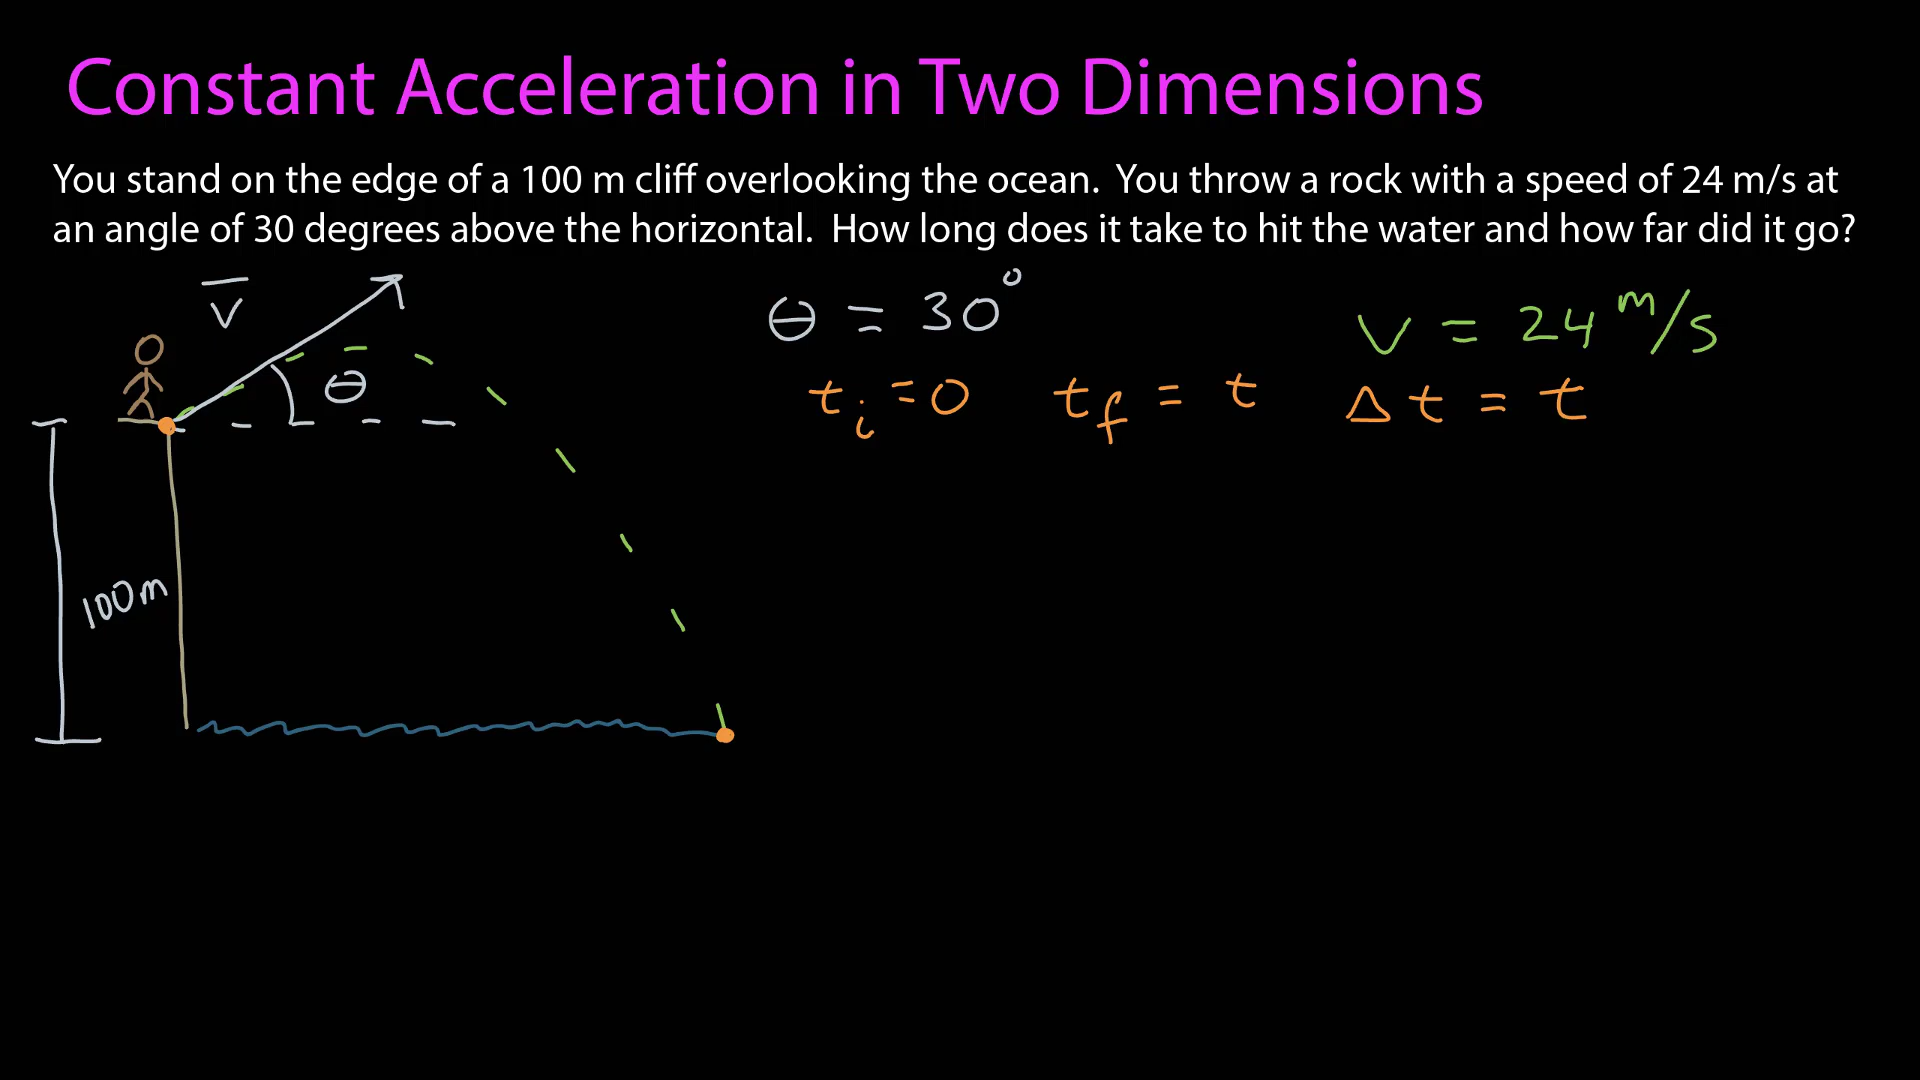 Constant Acceleration in Two Dimensions
You stand on the edge of a 100 m cliff overlooking the ocean.  You throw a rock with a speed of 24 m/s at
an angle of 30 degrees above the horizontal.  How long does it take to hit the water and how far did it go?
v̅
θ = 30° v = 24 m/s
θ
tᵢ = 0 t_f = t Δt = t
100m